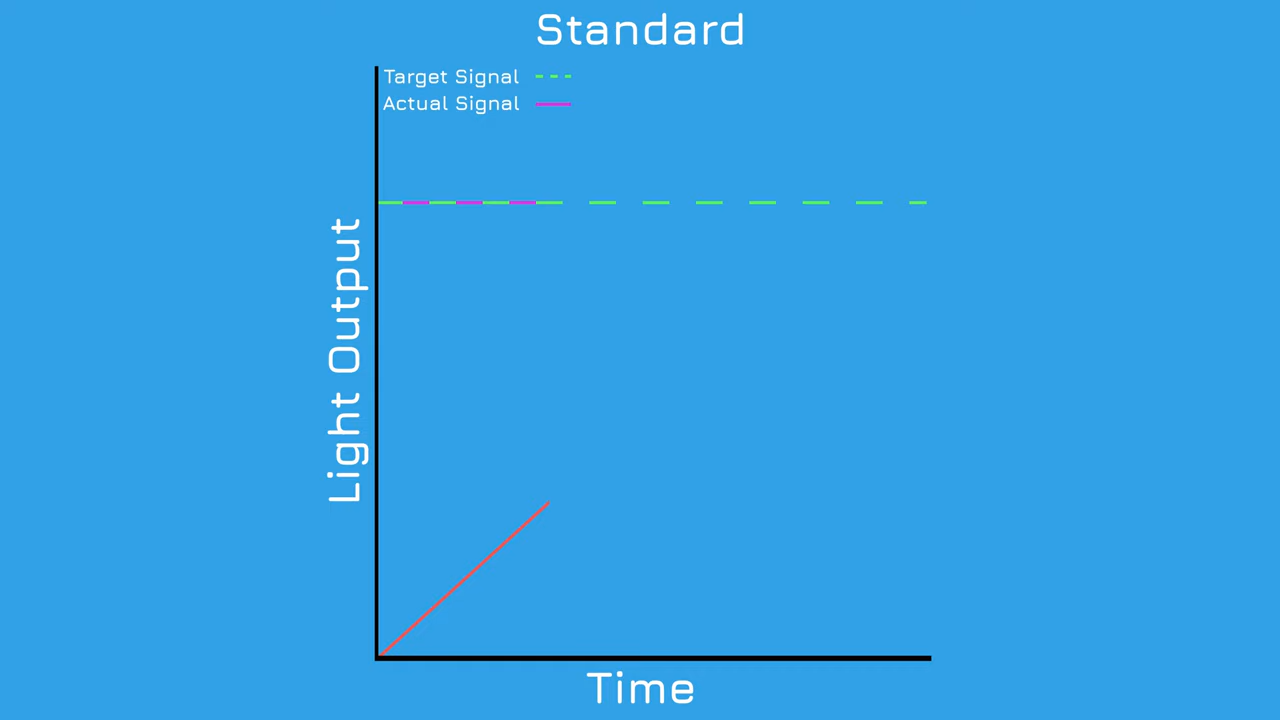 Standard
Target Signal
Actual Signal
Light Output
Time